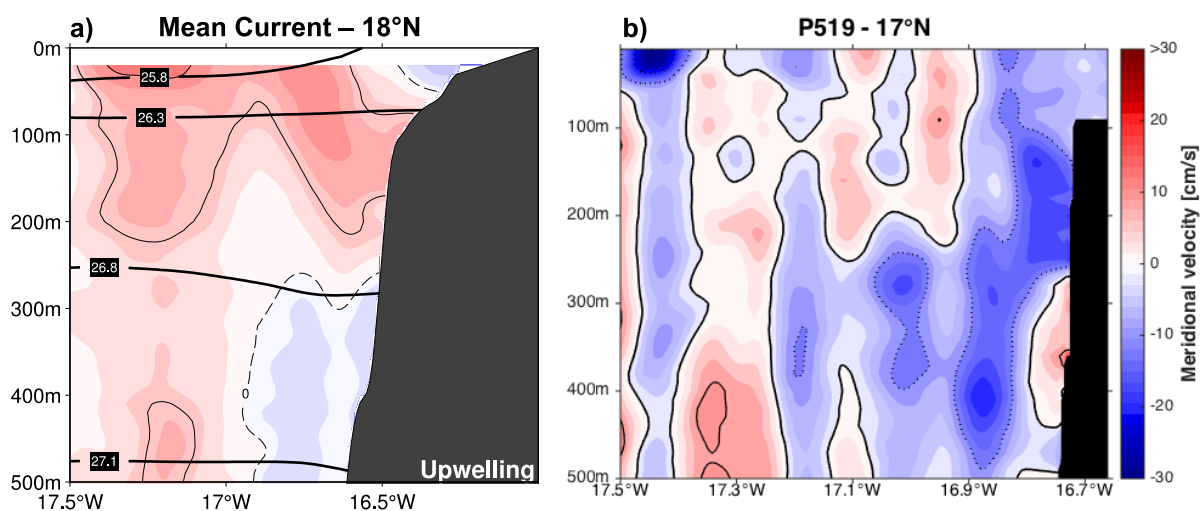 a) Mean Current – 18°N
0m
100m
200m
300m
400m
500m
17.5°W 17°W 16.5°W
25.8
26.3
26.8
27.1
Upwelling
b) P519 - 17°N
100m
200m
300m
400m
500m
17.5°W 17.3°W 17.1°W 16.9°W 16.7°W
>30
20
10
0
-10
-20
-30
Meridional velocity [cm/s]